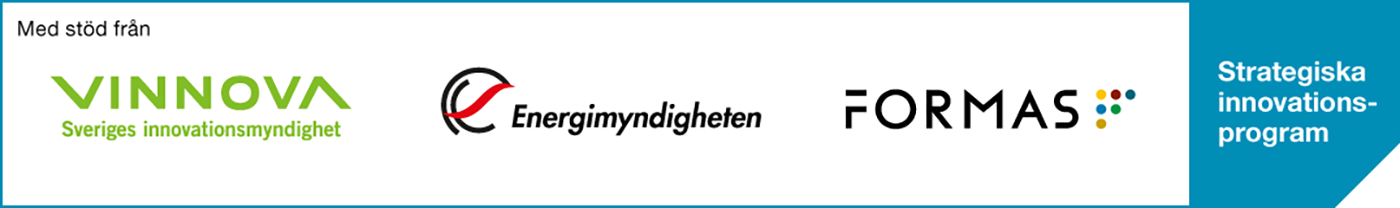 Med stöd från
VINNOVA
Sveriges innovationsmyndighet
Energimyndigheten
FORMAS
Strategiska
innovations-
program